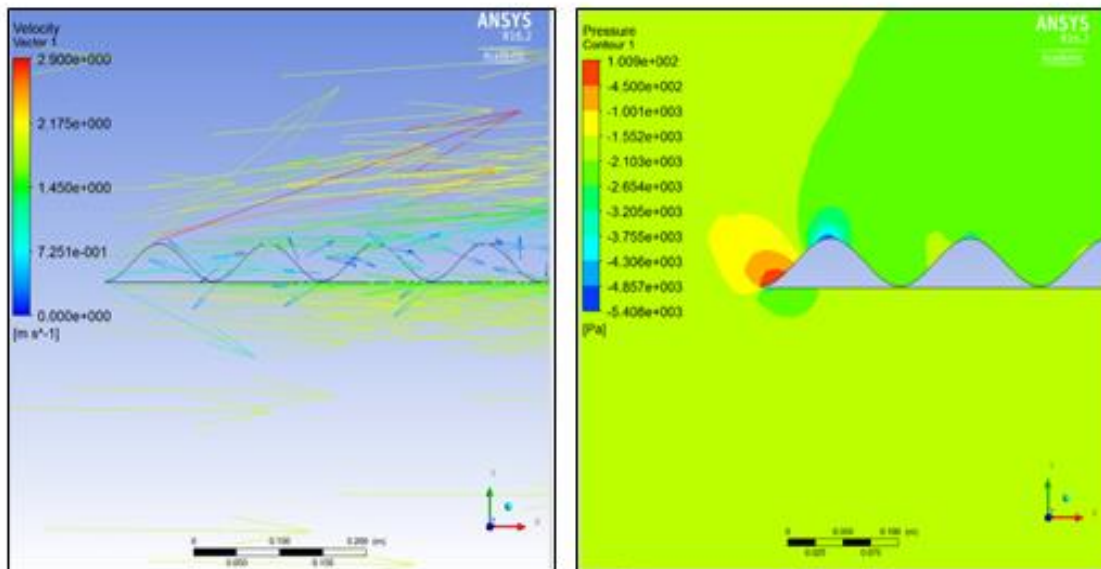 Velocity
Vector 1
2.900e+000
2.175e+000
1.450e+000
7.251e-001
0.000e+000
[m s^-1]
ANSYS
R16.2
0 0.100 0.200 (m)
0.050 0.150
Pressure
Contour 1
1.009e+002
-4.500e+002
-1.001e+003
-1.552e+003
-2.103e+003
-2.654e+003
-3.205e+003
-3.755e+003
-4.306e+003
-4.857e+003
-5.408e+003
[Pa]
ANSYS
R16.2
0 0.050 0.100 (m)
0.025 0.075